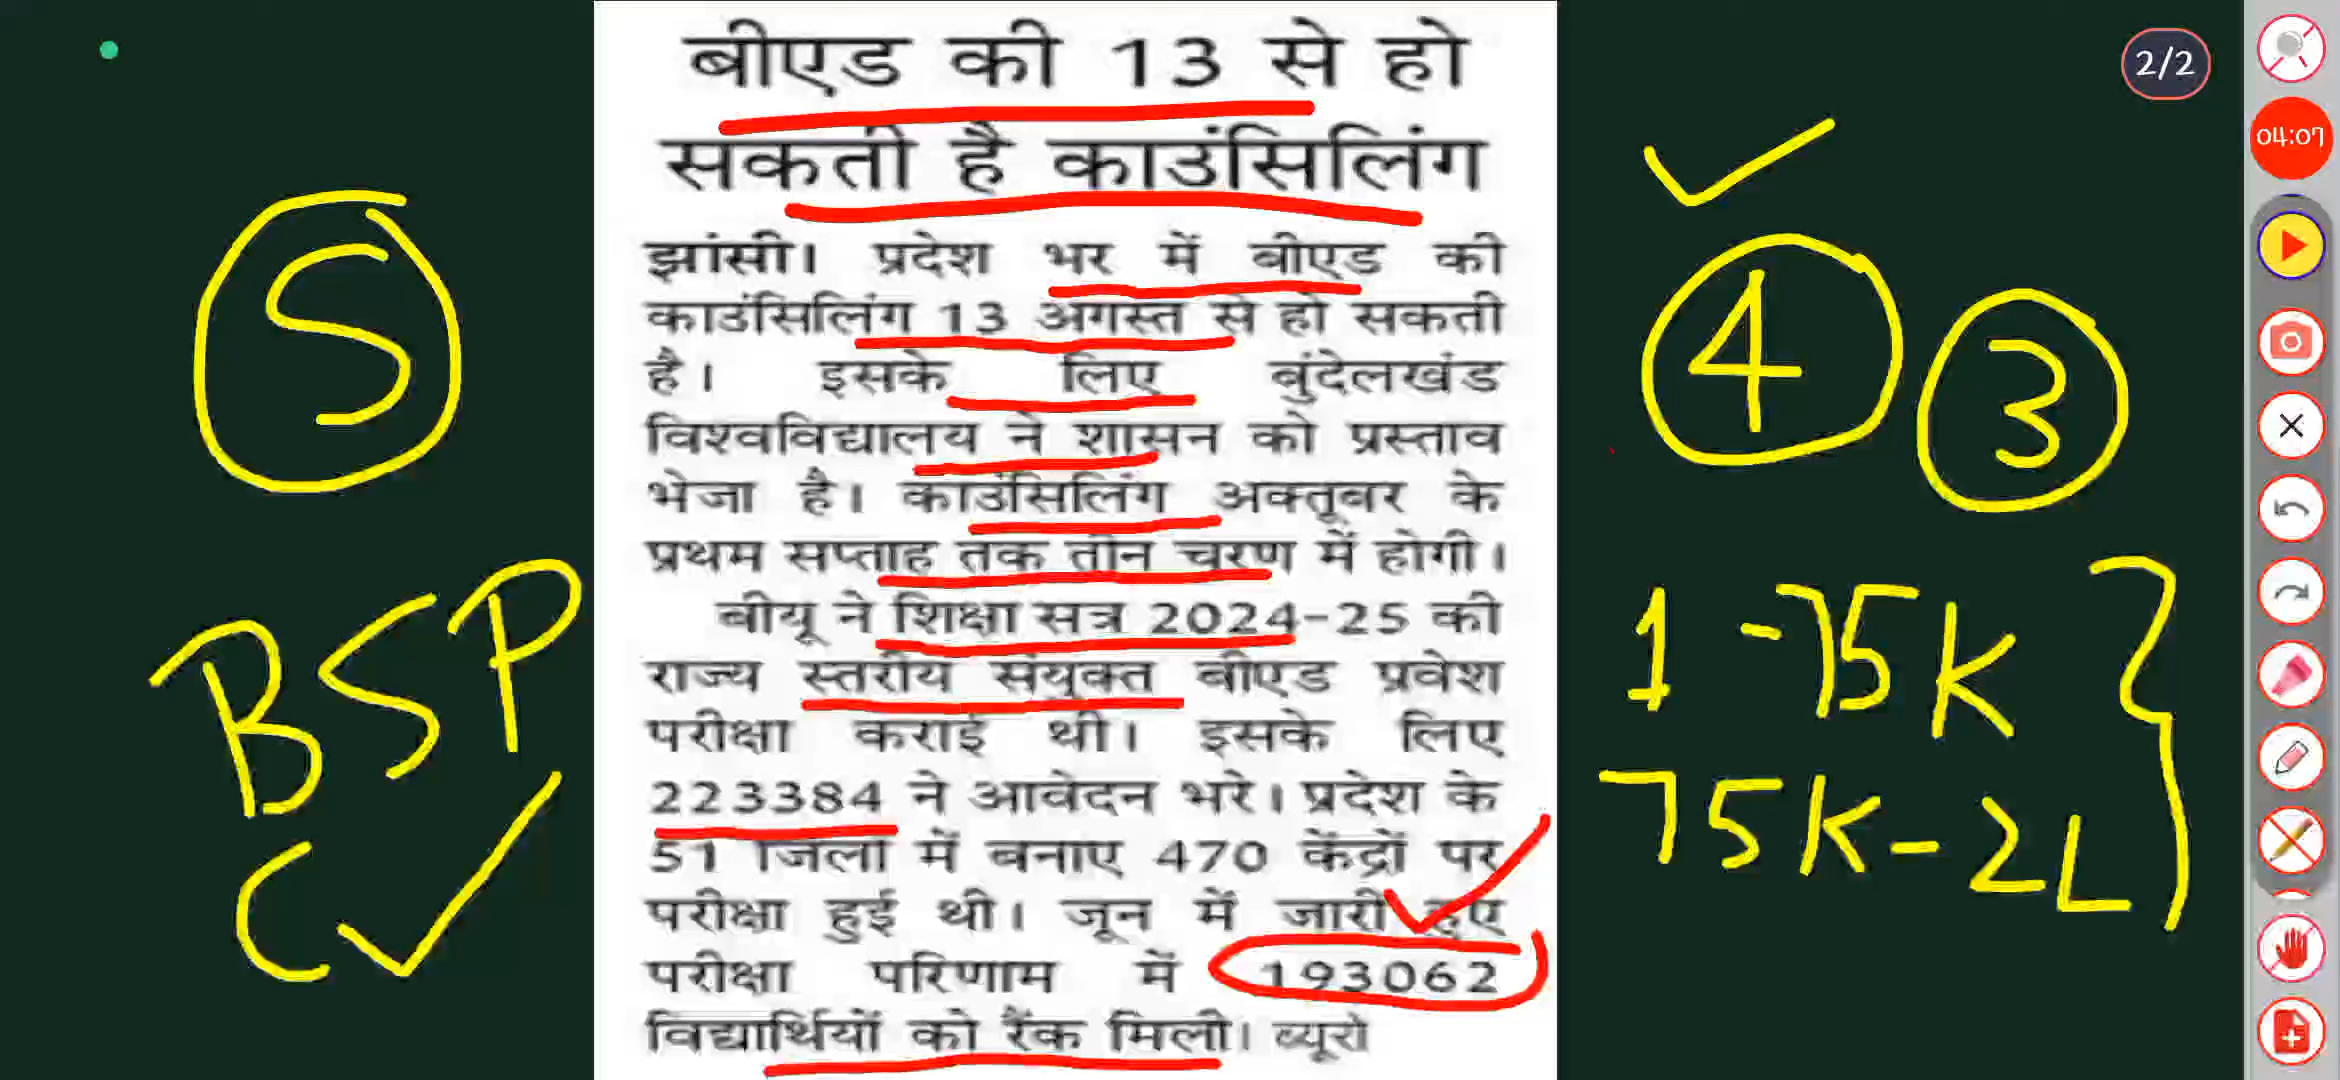 बीएड की 13 से हो
सकती है काउंसिलिंग
झांसी। प्रदेश भर में बीएड की
काउंसिलिंग 13 अगस्त से हो सकती
है। इसके लिए बुंदेलखंड
विश्वविद्यालय ने शासन को प्रस्ताव
भेजा है। काउंसिलिंग अक्तूबर के
प्रथम सप्ताह तक तीन चरण में होगी।
बीयू ने शिक्षा सत्र 2024-25 की
राज्य स्तरीय संयुक्त बीएड प्रवेश
परीक्षा कराई थी। इसके लिए
223384 ने आवेदन भरे। प्रदेश के
51 जिलों में बनाए 470 केंद्रों पर
परीक्षा हुई थी। जून में जारी हुए
परीक्षा परिणाम में 193062
विद्यार्थियों को रैंक मिली। ब्यूरो
S
BSP
C
2/2
04:07
4 3
1 - 75K
75K - 2L